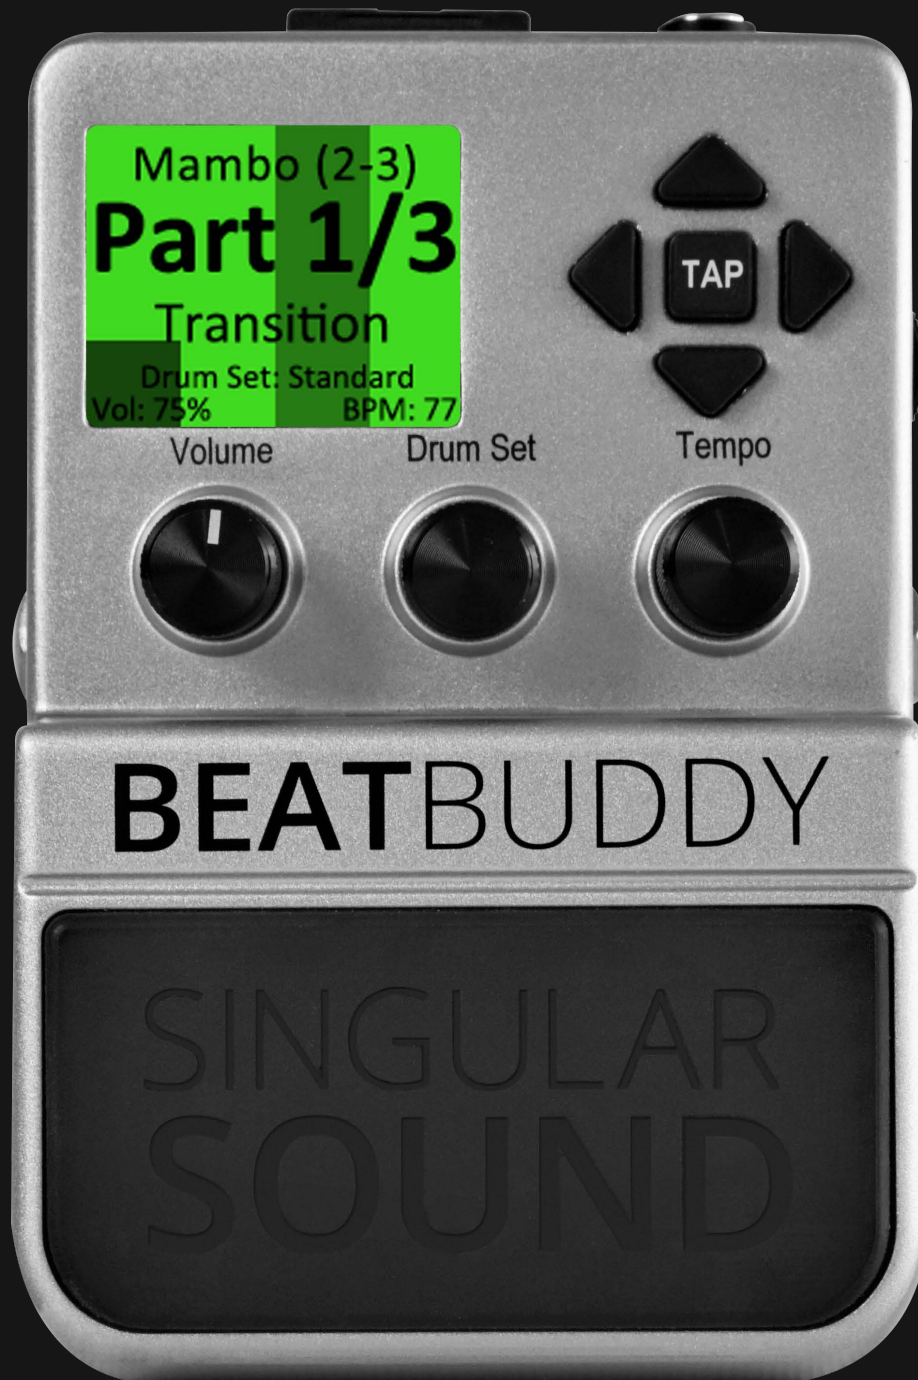 Mambo (2-3)
Part 1/3
Transition
Drum Set: Standard
Vol: 75% BPM: 77
TAP
Volume Drum Set Tempo
BEATBUDDY
SINGULAR
SOUND